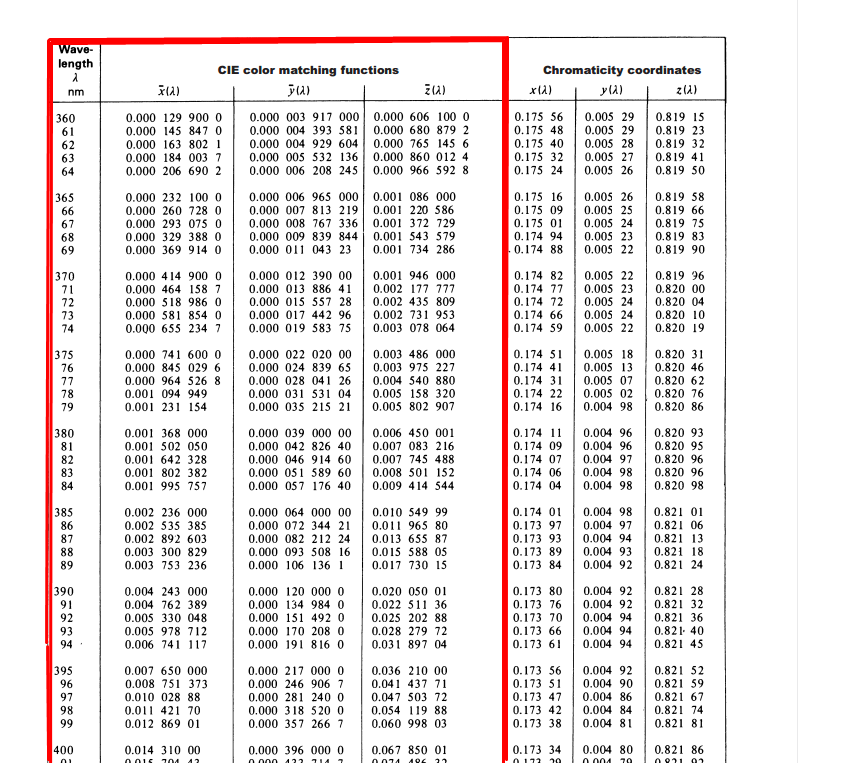 Wave-
length
λ
nm
CIE color matching functions
Chromaticity coordinates
x̄(λ) ȳ(λ) z̄(λ) x(λ) y(λ) z(λ)
360 0.000 129 900 0 0.000 003 917 000 0.000 606 100 0 0.175 56 0.005 29 0.819 15
61 0.000 145 847 0 0.000 004 393 581 0.000 680 879 2 0.175 48 0.005 29 0.819 23
62 0.000 163 802 1 0.000 004 929 604 0.000 765 145 6 0.175 40 0.005 28 0.819 32
63 0.000 184 003 7 0.000 005 532 136 0.000 860 012 4 0.175 32 0.005 27 0.819 41
64 0.000 206 690 2 0.000 006 208 245 0.000 966 592 8 0.175 24 0.005 26 0.819 50
365 0.000 232 100 0 0.000 006 965 000 0.001 086 000 0.175 16 0.005 26 0.819 58
66 0.000 260 728 0 0.000 007 813 219 0.001 220 586 0.175 09 0.005 25 0.819 66
67 0.000 293 075 0 0.000 008 767 336 0.001 372 729 0.175 01 0.005 24 0.819 75
68 0.000 329 388 0 0.000 009 839 844 0.001 543 579 0.174 94 0.005 23 0.819 83
69 0.000 369 914 0 0.000 011 043 23 0.001 734 286 0.174 88 0.005 22 0.819 90
370 0.000 414 900 0 0.000 012 390 00 0.001 946 000 0.174 82 0.005 22 0.819 96
71 0.000 464 158 7 0.000 013 886 41 0.002 177 777 0.174 77 0.005 23 0.820 00
72 0.000 518 986 0 0.000 015 557 28 0.002 435 809 0.174 72 0.005 24 0.820 04
73 0.000 581 854 0 0.000 017 442 96 0.002 731 953 0.174 66 0.005 24 0.820 10
74 0.000 655 234 7 0.000 019 583 75 0.003 078 064 0.174 59 0.005 22 0.820 19
375 0.000 741 600 0 0.000 022 020 00 0.003 486 000 0.174 51 0.005 18 0.820 31
76 0.000 845 029 6 0.000 024 839 65 0.003 975 227 0.174 41 0.005 13 0.820 46
77 0.000 964 526 8 0.000 028 041 26 0.004 540 880 0.174 31 0.005 07 0.820 62
78 0.001 094 949 0.000 031 531 04 0.005 158 320 0.174 22 0.005 02 0.820 76
79 0.001 231 154 0.000 035 215 21 0.005 802 907 0.174 16 0.004 98 0.820 86
380 0.001 368 000 0.000 039 000 00 0.006 450 001 0.174 11 0.004 96 0.820 93
81 0.001 502 050 0.000 042 826 40 0.007 083 216 0.174 09 0.004 96 0.820 95
82 0.001 642 328 0.000 046 914 60 0.007 745 488 0.174 07 0.004 97 0.820 96
83 0.001 802 382 0.000 051 589 60 0.008 501 152 0.174 06 0.004 98 0.820 96
84 0.001 995 757 0.000 057 176 40 0.009 414 544 0.174 04 0.004 98 0.820 98
385 0.002 236 000 0.000 064 000 00 0.010 549 99 0.174 01 0.004 98 0.821 01
86 0.002 535 385 0.000 072 344 21 0.011 965 80 0.173 97 0.004 97 0.821 06
87 0.002 892 603 0.000 082 212 24 0.013 655 87 0.173 93 0.004 94 0.821 13
88 0.003 300 829 0.000 093 508 16 0.015 588 05 0.173 89 0.004 93 0.821 18
89 0.003 753 236 0.000 106 136 1 0.017 730 15 0.173 84 0.004 92 0.821 24
390 0.004 243 000 0.000 120 000 0 0.020 050 01 0.173 80 0.004 92 0.821 28
91 0.004 762 389 0.000 134 984 0 0.022 511 36 0.173 76 0.004 92 0.821 32
92 0.005 330 048 0.000 151 492 0 0.025 202 88 0.173 70 0.004 94 0.821 36
93 0.005 978 712 0.000 170 208 0 0.028 279 72 0.173 66 0.004 94 0.821 40
94 0.006 741 117 0.000 191 816 0 0.031 897 04 0.173 61 0.004 94 0.821 45
395 0.007 650 000 0.000 217 000 0 0.036 210 00 0.173 56 0.004 92 0.821 52
96 0.008 751 373 0.000 246 906 7 0.041 437 71 0.173 51 0.004 90 0.821 59
97 0.010 028 88 0.000 281 240 0 0.047 503 72 0.173 47 0.004 86 0.821 67
98 0.011 421 70 0.000 318 520 0 0.054 119 88 0.173 42 0.004 84 0.821 74
99 0.012 869 01 0.000 357 266 7 0.060 998 03 0.173 38 0.004 81 0.821 81
400 0.014 310 00 0.000 396 000 0 0.067 850 01 0.173 34 0.004 80 0.821 86